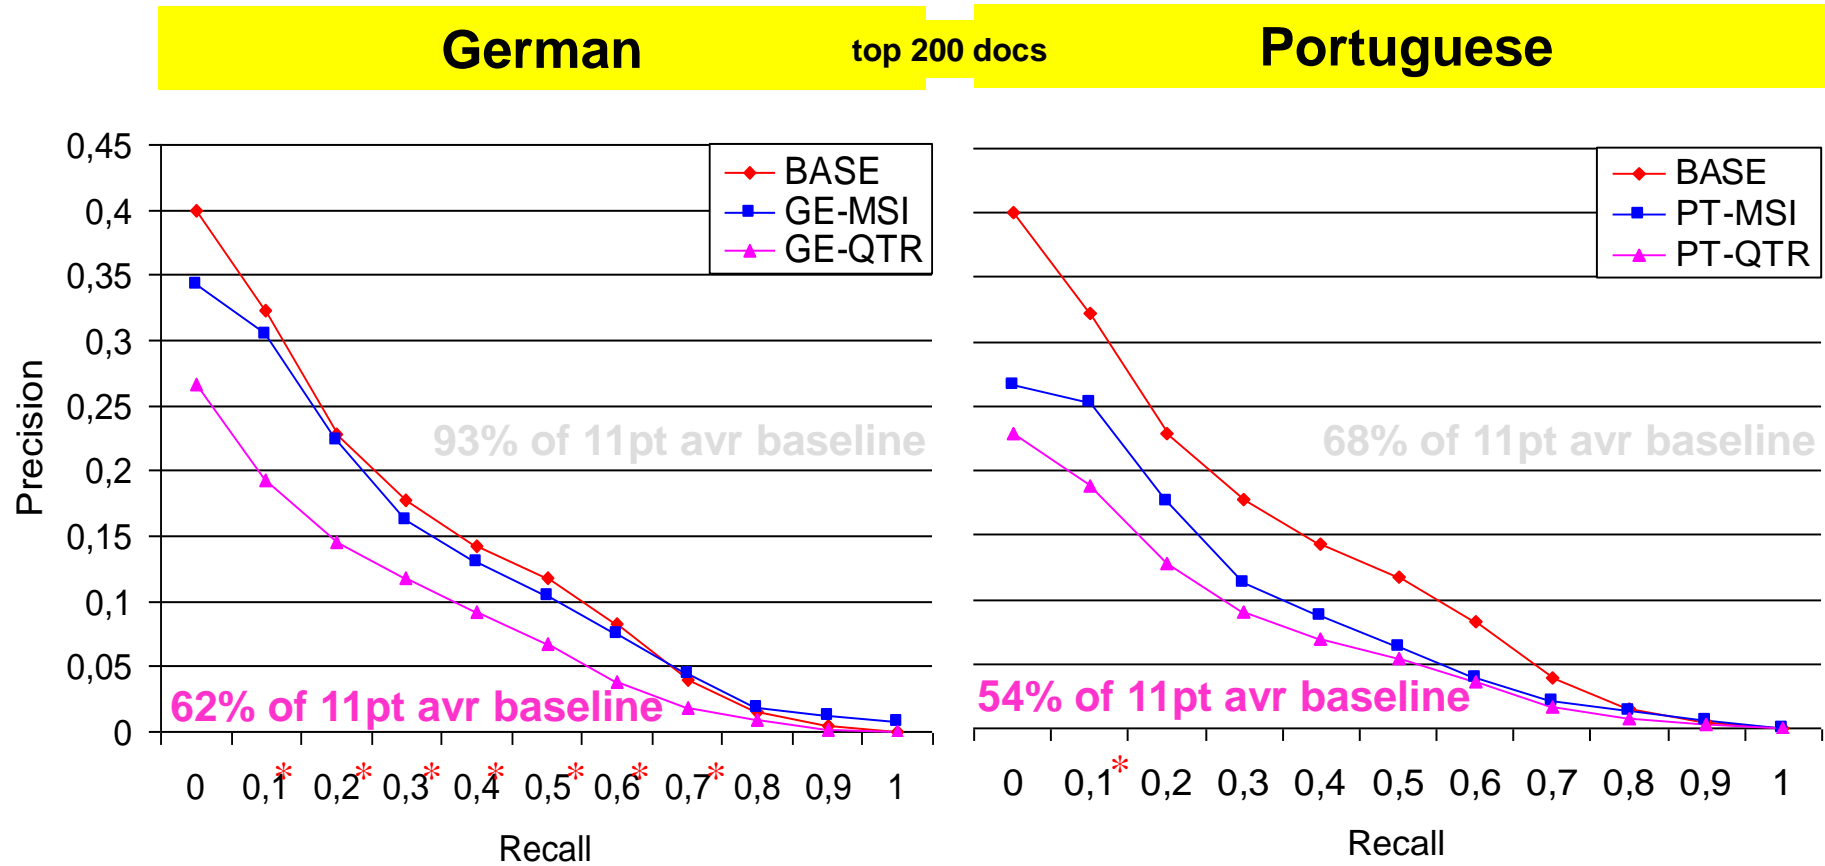 German
top 200 docs
Portuguese
0,45
0,4
0,35
0,3
0,25
0,2
0,15
0,1
0,05
0
Precision
BASE
GE-MSI
GE-QTR
93% of 11pt avr baseline
62% of 11pt avr baseline
0 0,1* 0,2* 0,3* 0,4* 0,5* 0,6* 0,7* 0,8 0,9 1
Recall
BASE
PT-MSI
PT-QTR
68% of 11pt avr baseline
54% of 11pt avr baseline
0 0,1* 0,2 0,3 0,4 0,5 0,6 0,7 0,8 0,9 1
Recall